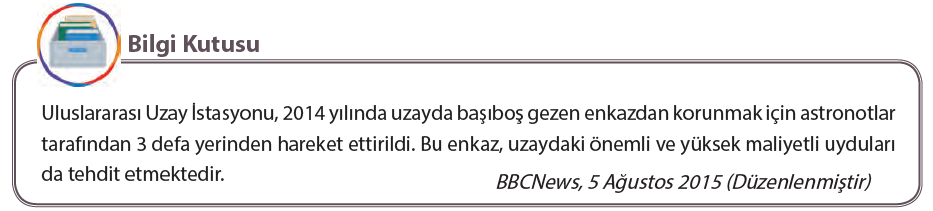 Bilgi Kutusu
Uluslararası Uzay İstasyonu, 2014 yılında uzayda başıboş gezen enkazdan korunmak için astronotlar
tarafından 3 defa yerinden hareket ettirildi. Bu enkaz, uzaydaki önemli ve yüksek maliyetli uyduları
da tehdit etmektedir.
BBCNews, 5 Ağustos 2015 (Düzenlenmiştir)